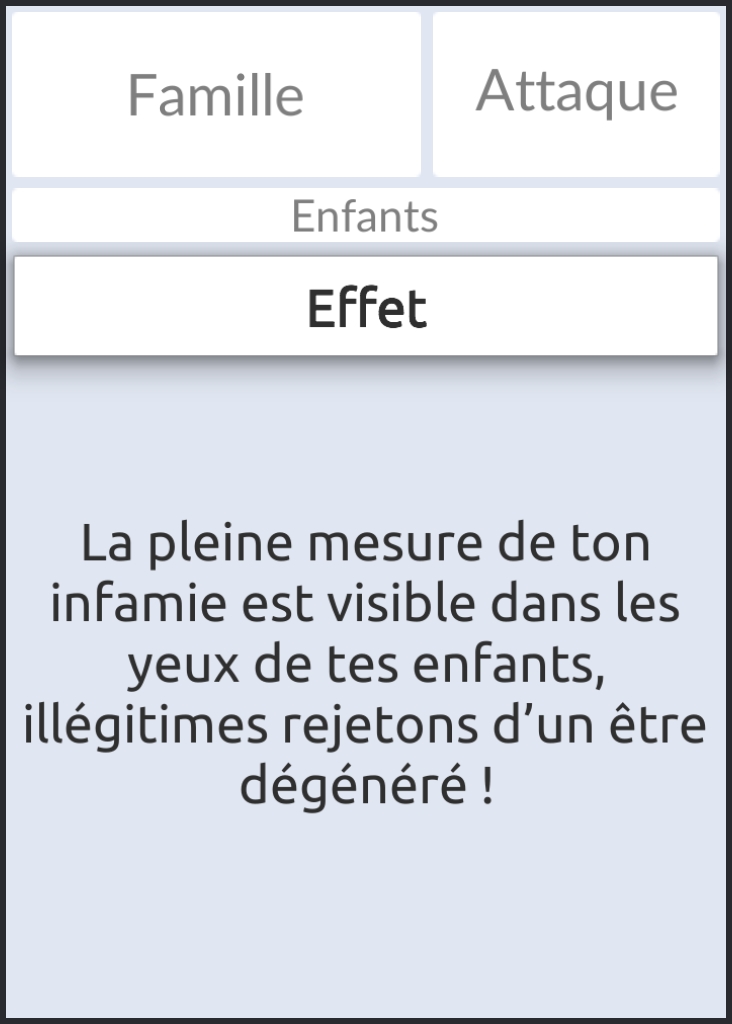 Famille
Attaque
Enfants
Effet
La pleine mesure de ton
infamie est visible dans les
yeux de tes enfants,
illégitimes rejetons d’un être
dégénéré !